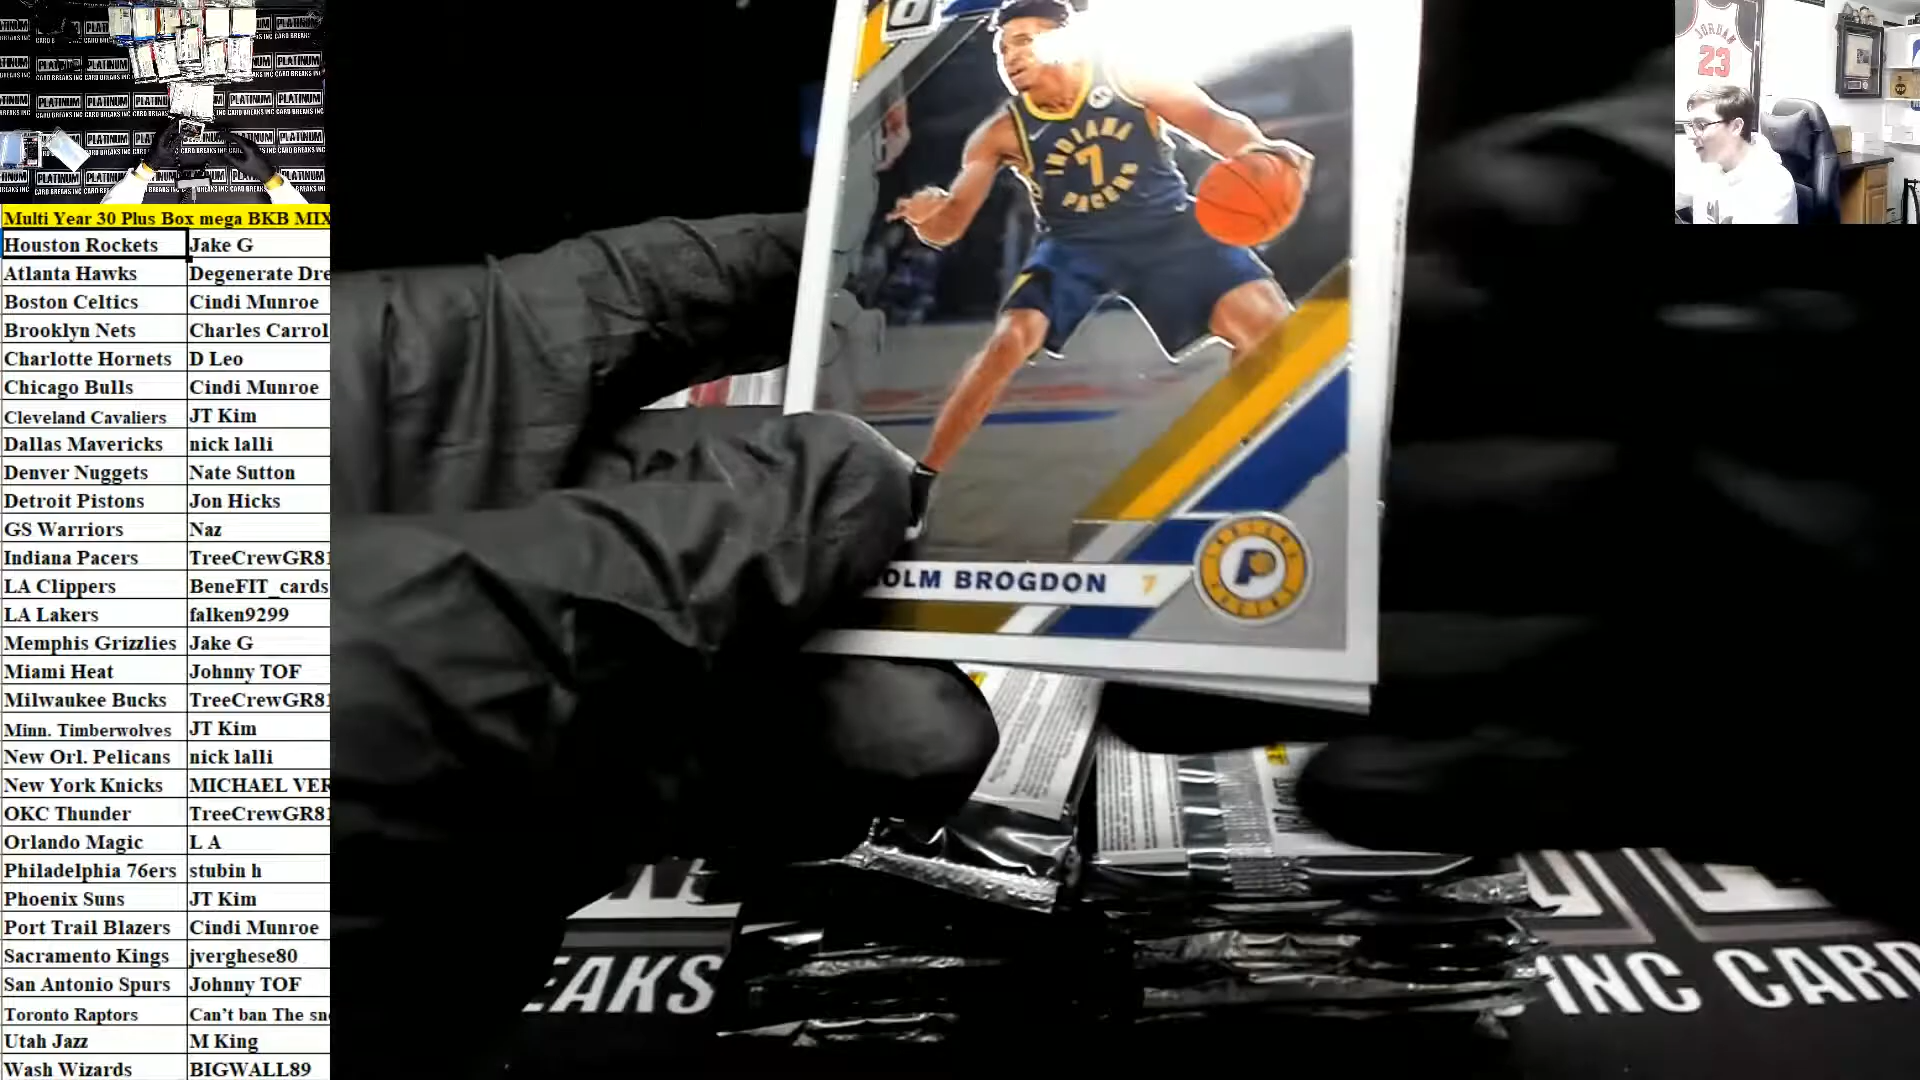 Multi Year 30 Plus Box mega BKB MIX
Houston Rockets Jake G
Atlanta Hawks Degenerate Dre
Boston Celtics Cindi Munroe
Brooklyn Nets Charles Carrol
Charlotte Hornets D Leo
Chicago Bulls Cindi Munroe
Cleveland Cavaliers JT Kim
Dallas Mavericks nick lalli
Denver Nuggets Nate Sutton
Detroit Pistons Jon Hicks
GS Warriors Naz
Indiana Pacers TreeCrewGR81
LA Clippers BeneFIT_cards
LA Lakers falken9299
Memphis Grizzlies Jake G
Miami Heat Johnny TOF
Milwaukee Bucks TreeCrewGR81
Minn. Timberwolves JT Kim
New Orl. Pelicans nick lalli
New York Knicks MICHAEL VER
OKC Thunder TreeCrewGR81
Orlando Magic L A
Philadelphia 76ers stubin h
Phoenix Suns JT Kim
Port Trail Blazers Cindi Munroe
Sacramento Kings jverghese80
San Antonio Spurs Johnny TOF
Toronto Raptors Can't ban The sn
Utah Jazz M King
Wash Wizards BIGWALL89
INDIANA
7
PACERS
OLM BROGDON 7
EAKS
INC CARD
JORDAN
23
PLATINUM
CARD BREAKS INC